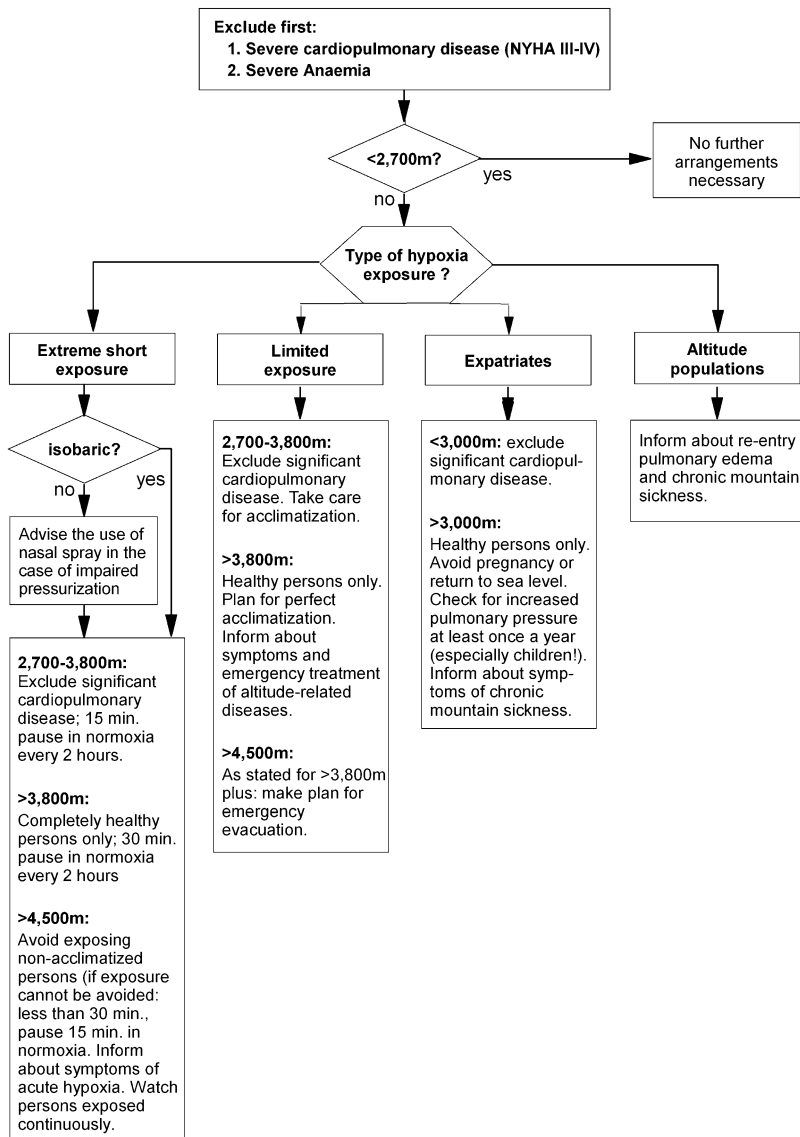 Exclude first:
1. Severe cardiopulmonary disease (NYHA III-IV)
2. Severe Anaemia
<2,700m?
yes
No further
arrangements
necessary
no
Type of hypoxia
exposure ?
Extreme short
exposure
Limited
exposure
Expatriates
Altitude
populations
isobaric?
no
yes
Advise the use of
nasal spray in the
case of impaired
pressurization
2,700-3,800m:
Exclude significant
cardiopulmonary
disease; 15 min.
pause in normoxia
every 2 hours.
>3,800m:
Completely healthy
persons only; 30 min.
pause in normoxia
every 2 hours
>4,500m:
Avoid exposing
non-acclimatized
persons (if exposure
cannot be avoided:
less than 30 min.,
pause 15 min. in
normoxia. Inform
about symptoms of
acute hypoxia. Watch
persons exposed
continuously.
2,700-3,800m:
Exclude significant
cardiopulmonary
disease. Take care
for acclimatization.
>3,800m:
Healthy persons only.
Plan for perfect
acclimatization.
Inform about
symptoms and
emergency treatment
of altitude-related
diseases.
>4,500m:
As stated for >3,800m
plus: make plan for
emergency
evacuation.
<3,000m: exclude
significant cardiopul-
monary disease.
>3,000m:
Healthy persons only.
Avoid pregnancy or
return to sea level.
Check for increased
pulmonary pressure
at least once a year
(especially children!).
Inform about symp-
toms of chronic
mountain sickness.
Inform about re-entry
pulmonary edema
and chronic mountain
sickness.